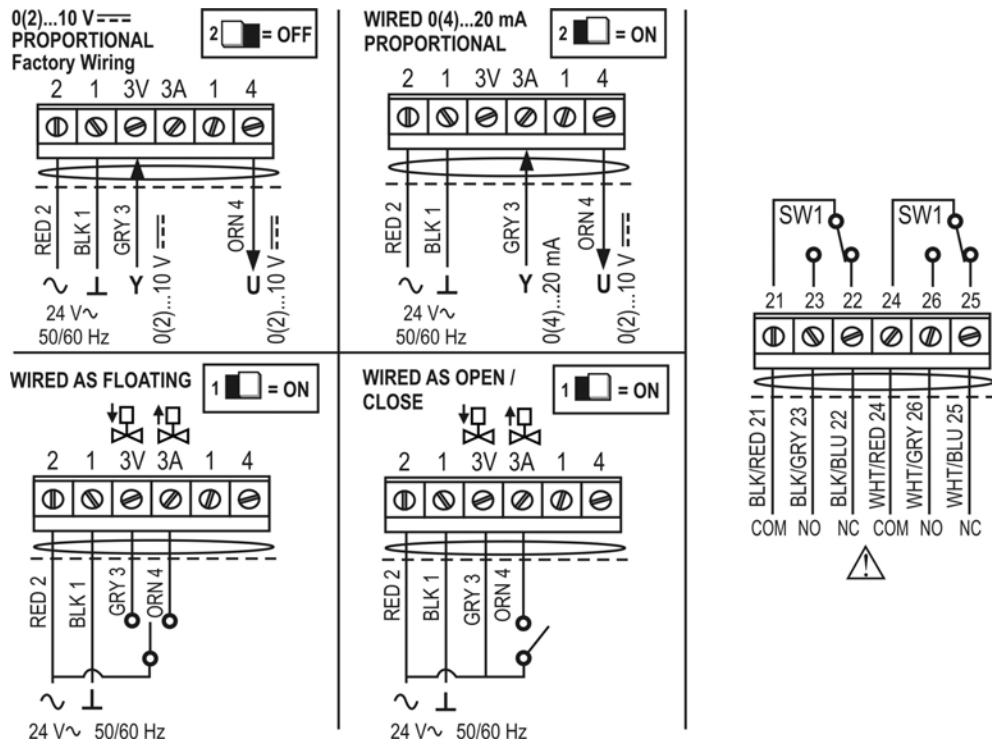 0(2)...10 V
PROPORTIONAL
Factory Wiring
2 = OFF
2 1 3V 3A 1 4
RED 2
BLK 1
GRY 3
ORN 4
Y
0(2)...10 V
U
0(2)...10 V
24 V~
50/60 Hz
WIRED 0(4)...20 mA
PROPORTIONAL
2 = ON
2 1 3V 3A 1 4
RED 2
BLK 1
GRY 3
ORN 4
Y
0(4)...20 mA
U
0(2)...10 V
24 V~
50/60 Hz
WIRED AS FLOATING
1 = ON
2 1 3V 3A 1 4
RED 2
BLK 1
GRY 3
ORN 4
24 V~ 50/60 Hz
WIRED AS OPEN /
CLOSE
1 = ON
2 1 3V 3A 1 4
RED 2
BLK 1
GRY 3
ORN 4
24 V~ 50/60 Hz
SW1 SW1
21 23 22 24 26 25
BLK/RED 21
BLK/GRY 23
BLK/BLU 22
WHT/RED 24
WHT/GRY 26
WHT/BLU 25
COM NO NC COM NO NC